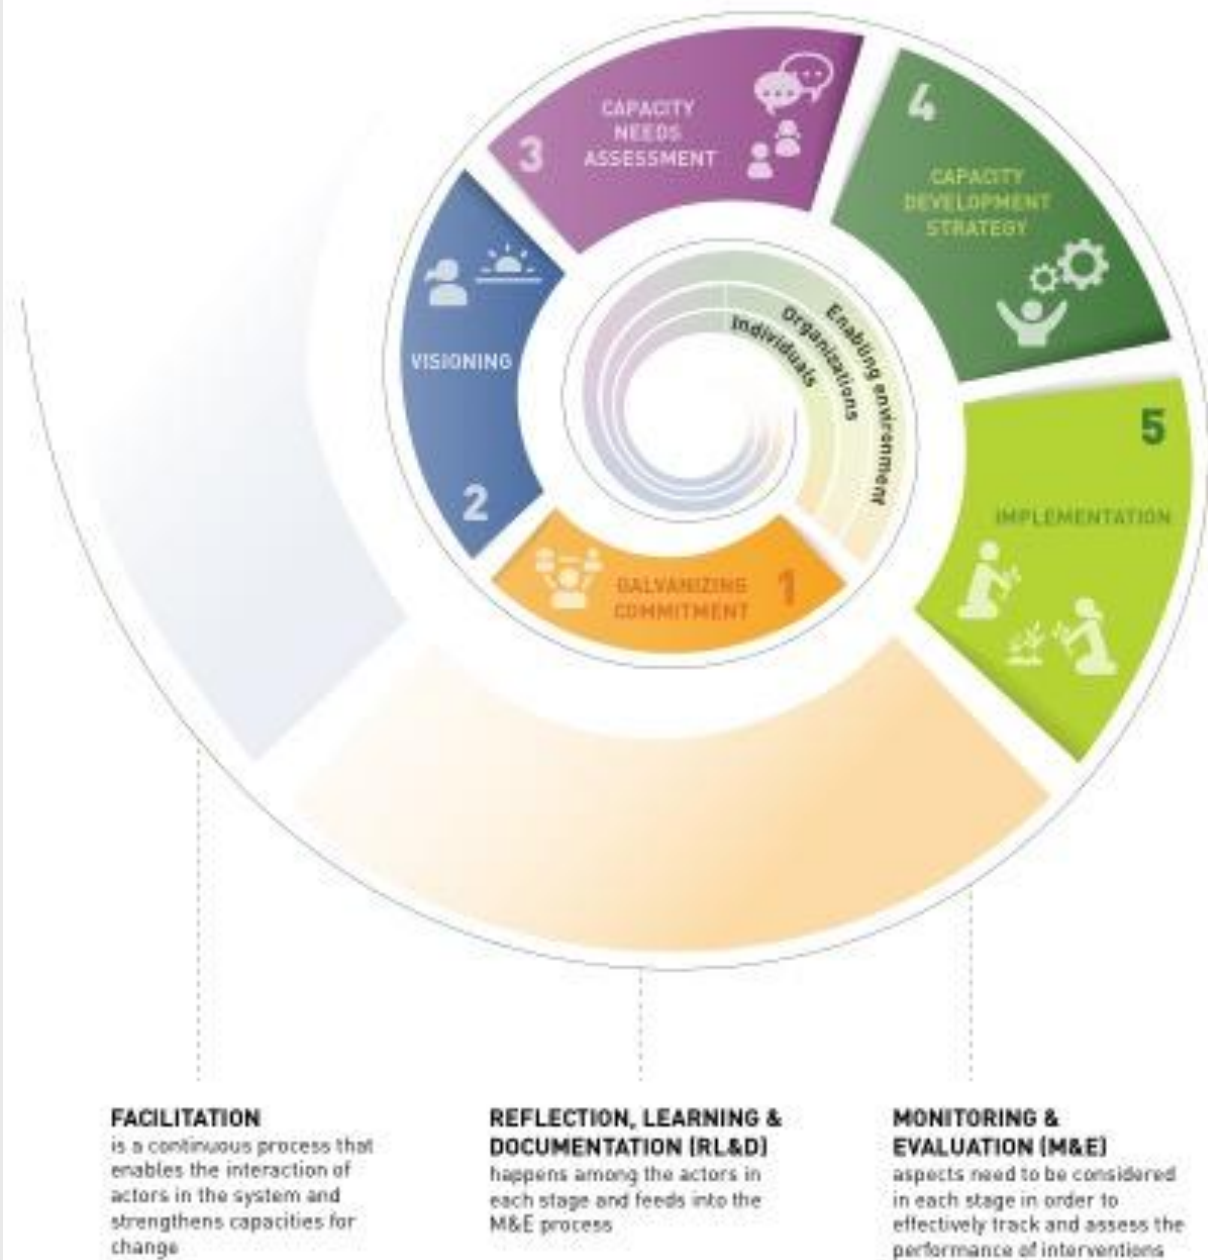 3
CAPACITY
NEEDS
ASSESSMENT
4
CAPACITY
DEVELOPMENT
STRATEGY
VISIONING
2
Enabling environment
Organizations
Individuals
5
IMPLEMENTATION
GALVANIZING
COMMITMENT
1
FACILITATION
is a continuous process that
enables the interaction of
actors in the system and
strengthens capacities for
change
REFLECTION, LEARNING &
DOCUMENTATION (RL&D)
happens among the actors in
each stage and feeds into the
M&E process
MONITORING &
EVALUATION (M&E)
aspects need to be considered
in each stage in order to
effectively track and assess the
performance of interventions